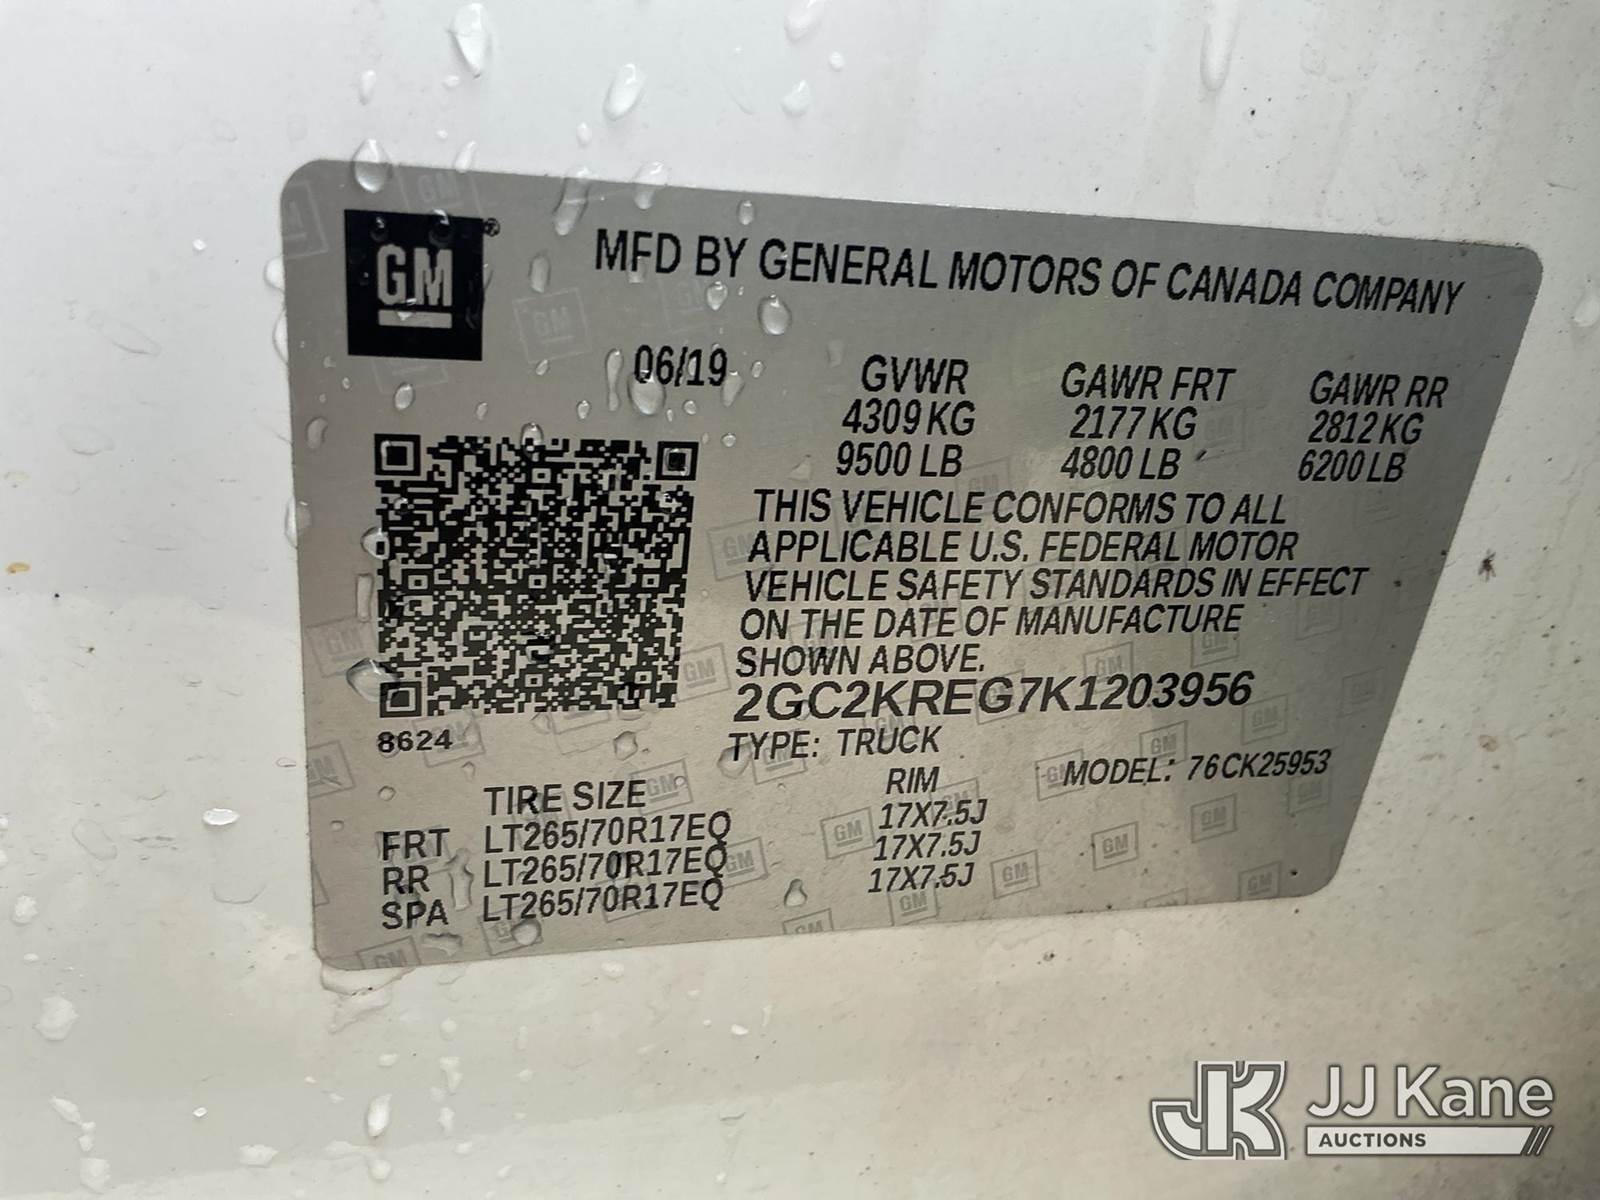 GM
MFD BY GENERAL MOTORS OF CANADA COMPANY
06/19
GVWR GAWR FRT GAWR RR
4309 KG 2177 KG 2812 KG
9500 LB 4800 LB 6200 LB
THIS VEHICLE CONFORMS TO ALL
APPLICABLE U.S. FEDERAL MOTOR
VEHICLE SAFETY STANDARDS IN EFFECT
ON THE DATE OF MANUFACTURE
SHOWN ABOVE.
2GC2KREG7K1203956
8624
TYPE: TRUCK
MODEL: 76CK25953
TIRE SIZE RIM
FRT LT265/70R17EQ 17X7.5J
RR LT265/70R17EQ 17X7.5J
SPA LT265/70R17EQ 17X7.5J
JK JJ Kane
AUCTIONS